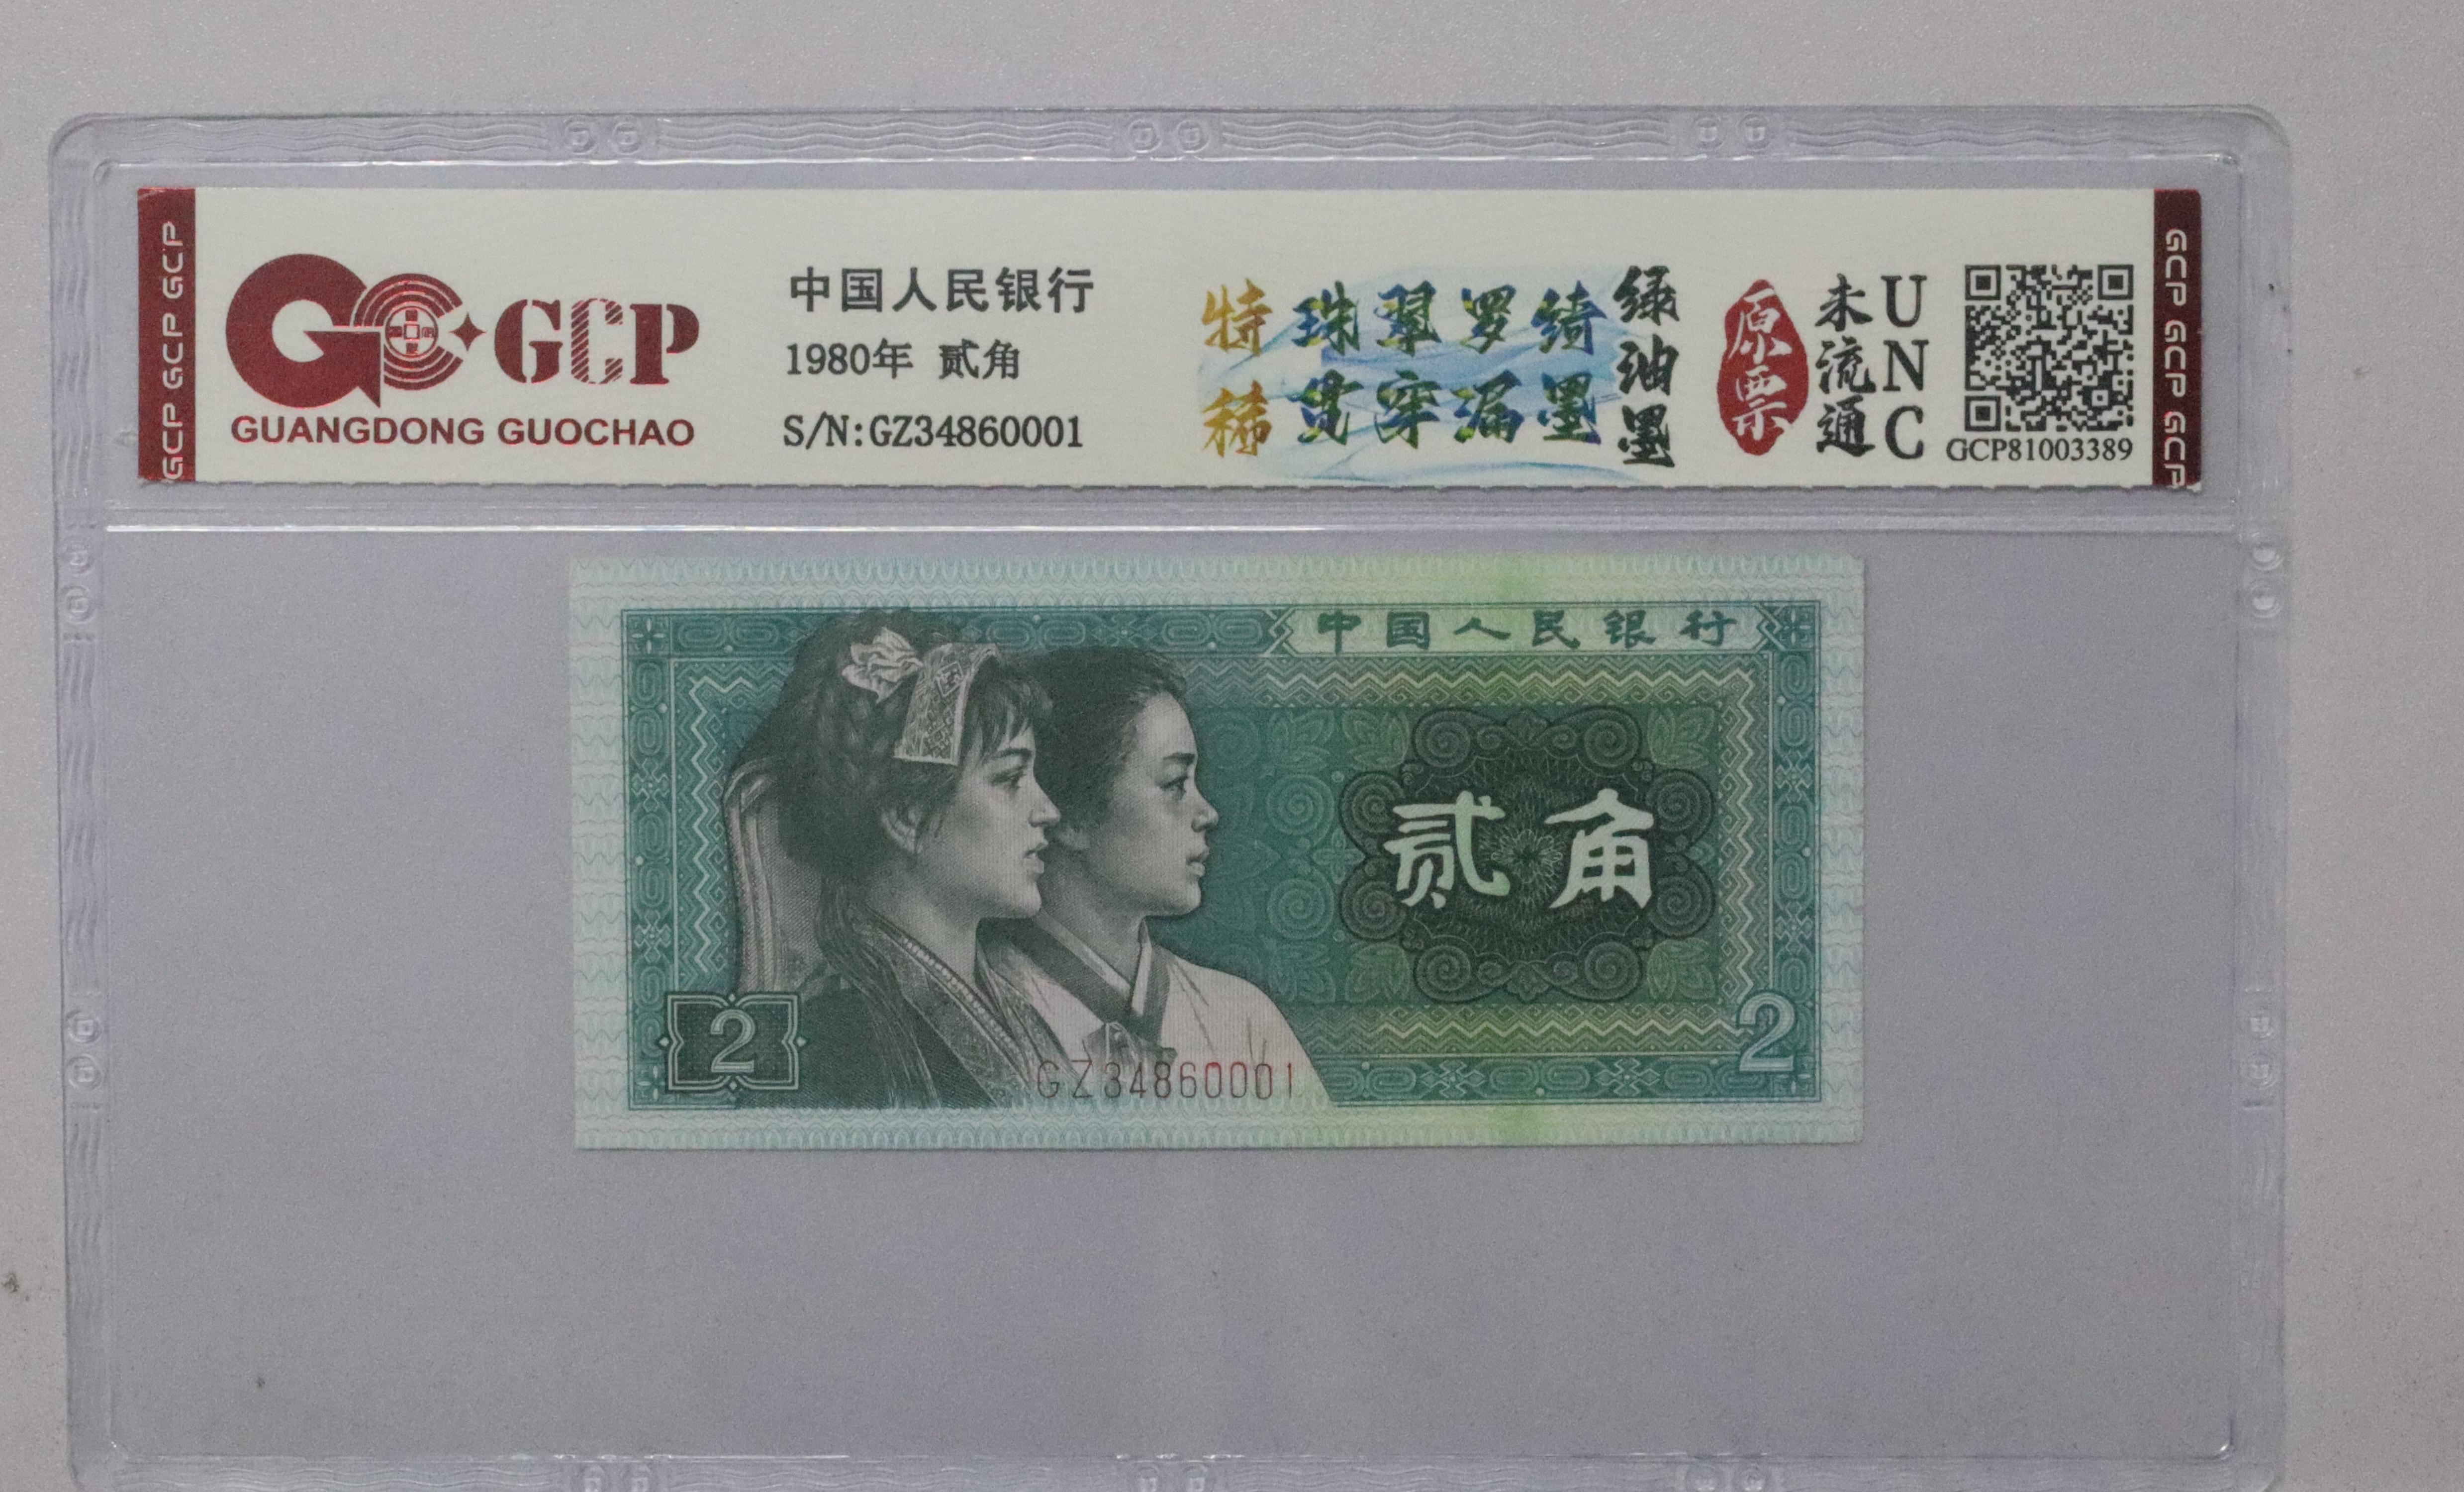 GCP GCP GCP
GCP
GUANGDONG GUOCHAO
中国人民银行
1980年 贰角
S/N:GZ34860001
特稀
珠翠罗绮
贯穿漏墨
绿油墨
原票
未流通
UNC
GCP81003389
GCP GCP GCP
中国人民银行
贰角
2
2
GZ34860001